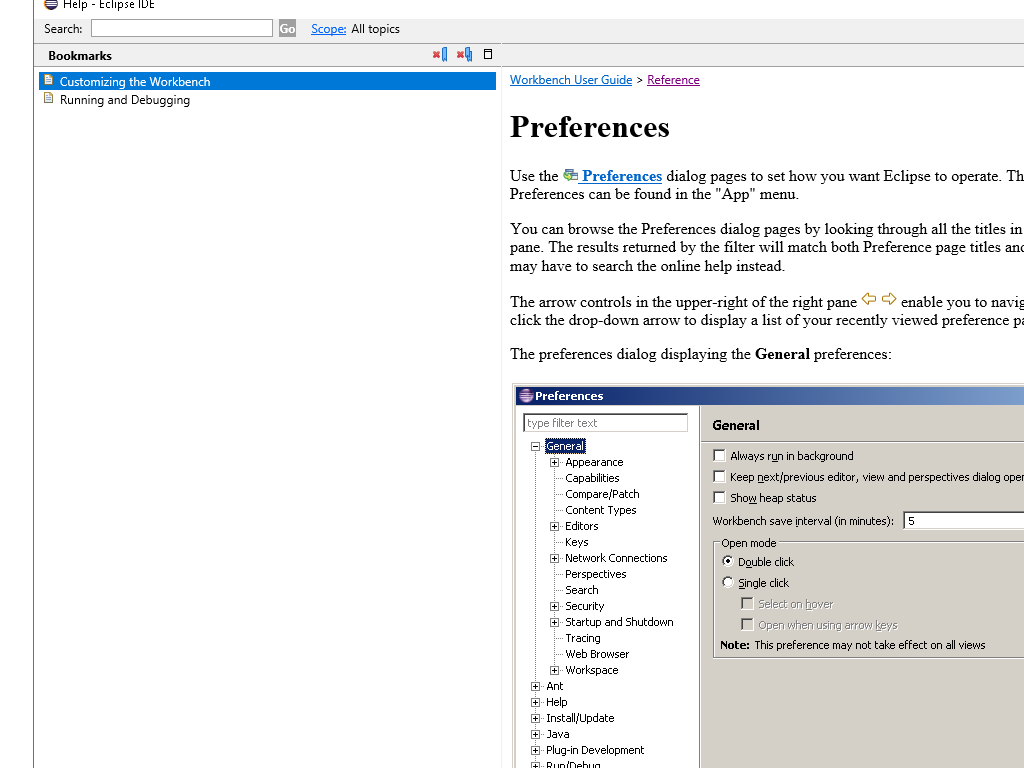 Help - Eclipse IDE
Search:
Go
Scope: All topics
Bookmarks
Customizing the Workbench
Running and Debugging
Workbench User Guide > Reference
Preferences
Use the Preferences dialog pages to set how you want Eclipse to operate. Th
Preferences can be found in the "App" menu.
You can browse the Preferences dialog pages by looking through all the titles in
pane. The results returned by the filter will match both Preference page titles and
may have to search the online help instead.
The arrow controls in the upper-right of the right pane enable you to navig
click the drop-down arrow to display a list of your recently viewed preference pa
The preferences dialog displaying the General preferences:
Preferences
type filter text
General
Appearance
Capabilities
Compare/Patch
Content Types
Editors
Keys
Network Connections
Perspectives
Search
Security
Startup and Shutdown
Tracing
Web Browser
Workspace
Ant
Help
Install/Update
Java
Plug-in Development
Run/Debug
General
Always run in background
Keep next/previous editor, view and perspectives dialog oper
Show heap status
Workbench save interval (in minutes): 5
Open mode
Double click
Single click
Select on hover
Open when using arrow keys
Note: This preference may not take effect on all views